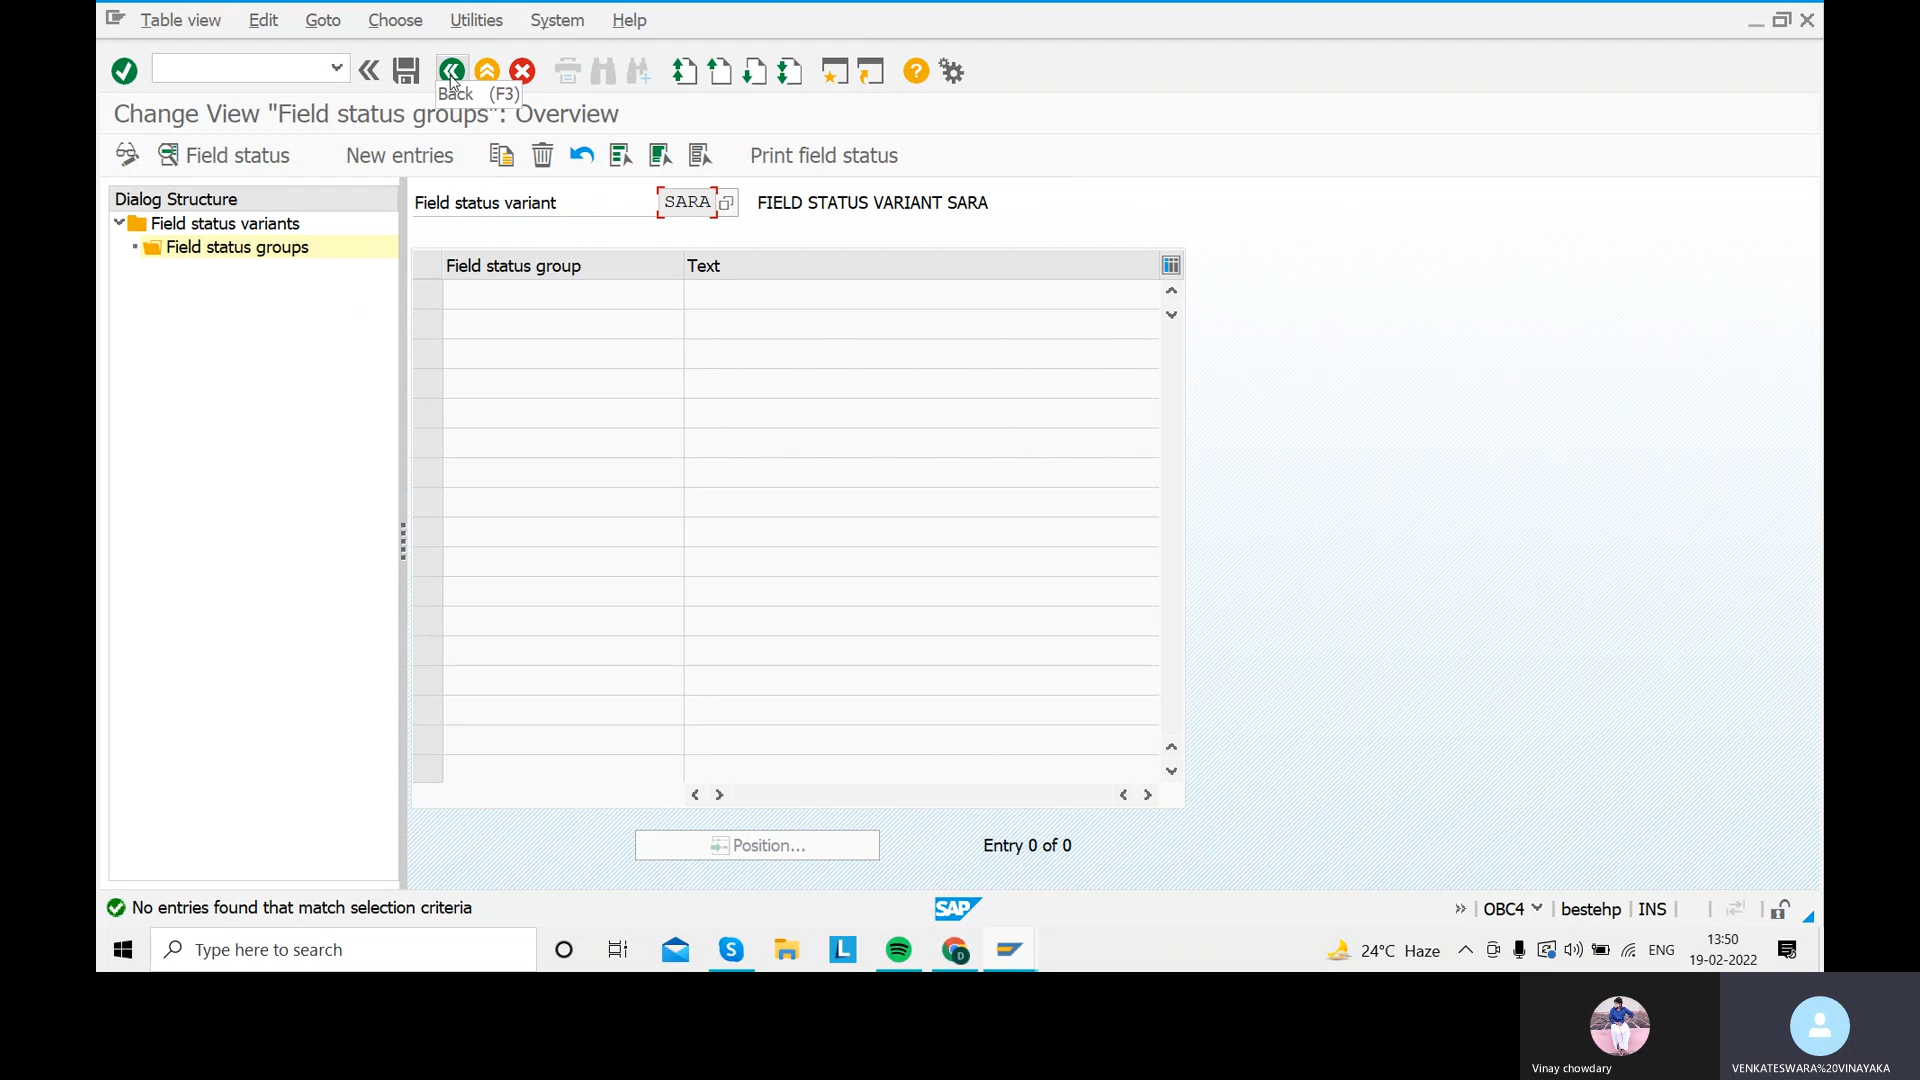 Table view Edit Goto Choose Utilities System Help
Back (F3)
Change View "Field status groups": Overview
Field status New entries Print field status
Dialog Structure
Field status variants
Field status groups
Field status variant SARA FIELD STATUS VARIANT SARA
Field status group Text
Position... Entry 0 of 0
No entries found that match selection criteria
SAP
OBC4 bestehp INS
Type here to search
24°C Haze
ENG
13:50
19-02-2022
Vinay chowdary
VENKATESWARA%20VINAYAKA